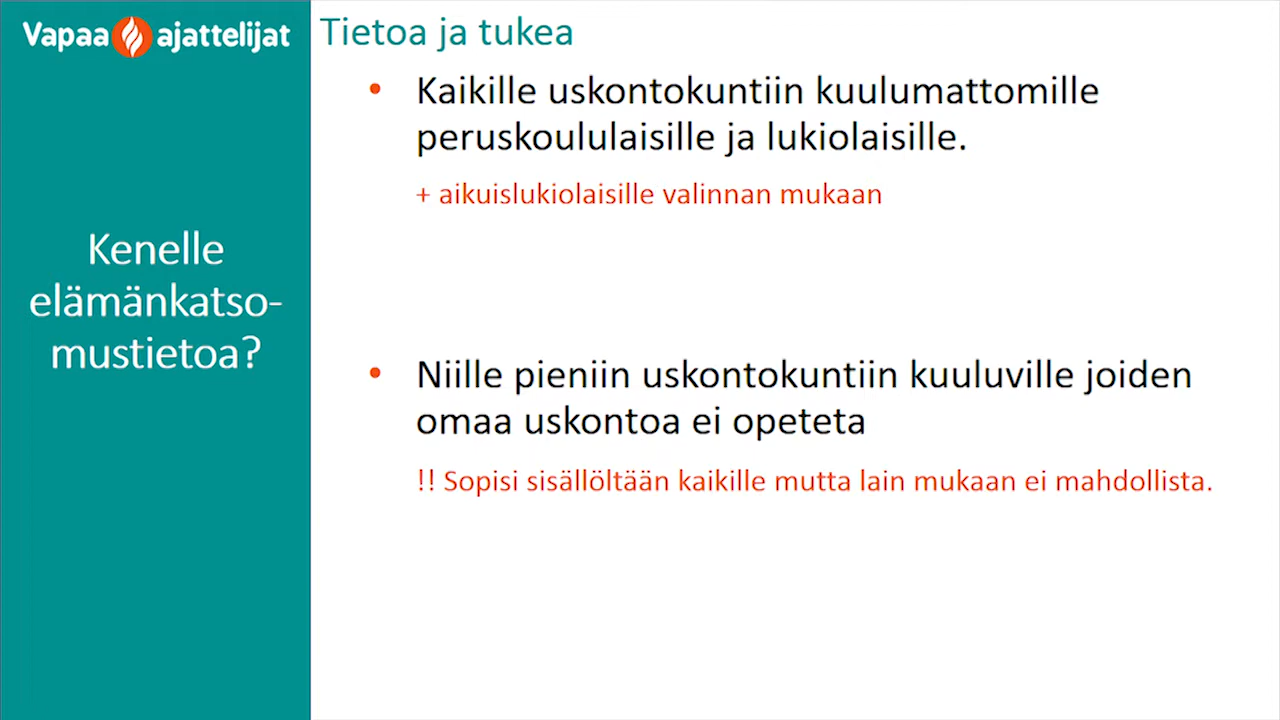 Vapaa ajattelijat
Tietoa ja tukea
Kenelle
elämänkatso-
mustietoa?
• Kaikille uskontokuntiin kuulumattomille
peruskoululaisille ja lukiolaisille.
+ aikuislukiolaisille valinnan mukaan
• Niille pieniin uskontokuntiin kuuluville joiden
omaa uskontoa ei opeteta
!! Sopisi sisällöltään kaikille mutta lain mukaan ei mahdollista.